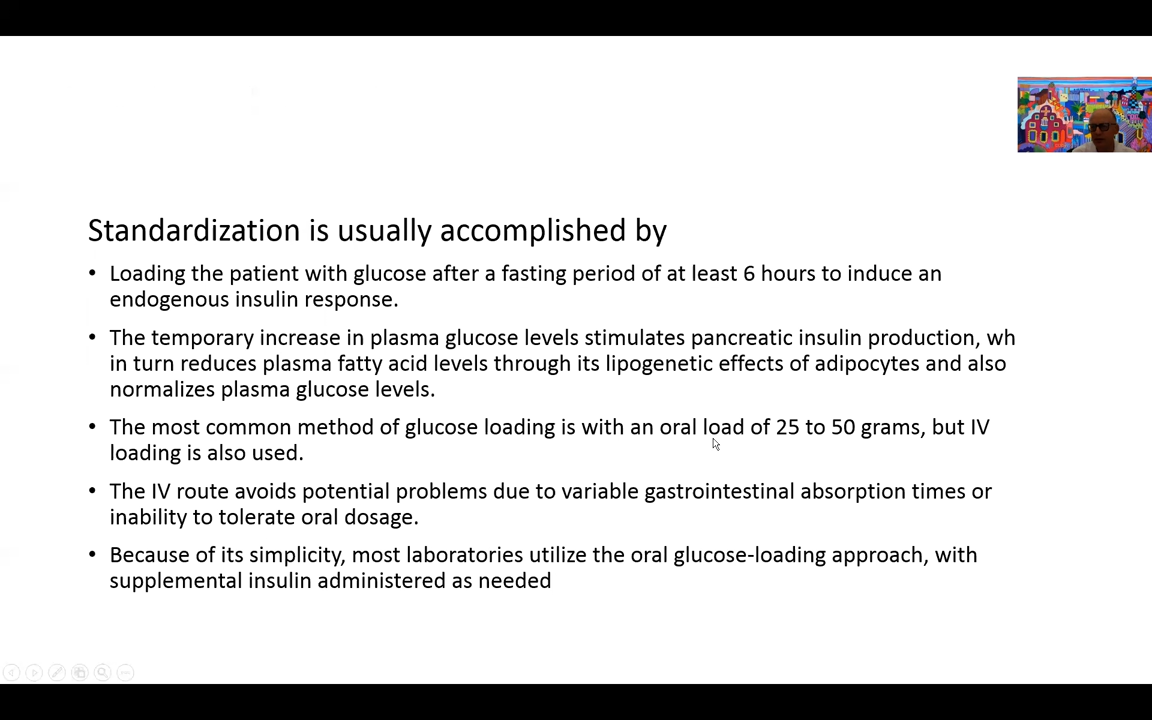 Standardization is usually accomplished by
• Loading the patient with glucose after a fasting period of at least 6 hours to induce an
endogenous insulin response.
• The temporary increase in plasma glucose levels stimulates pancreatic insulin production, wh
in turn reduces plasma fatty acid levels through its lipogenetic effects of adipocytes and also
normalizes plasma glucose levels.
• The most common method of glucose loading is with an oral load of 25 to 50 grams, but IV
loading is also used.
• The IV route avoids potential problems due to variable gastrointestinal absorption times or
inability to tolerate oral dosage.
• Because of its simplicity, most laboratories utilize the oral glucose-loading approach, with
supplemental insulin administered as needed